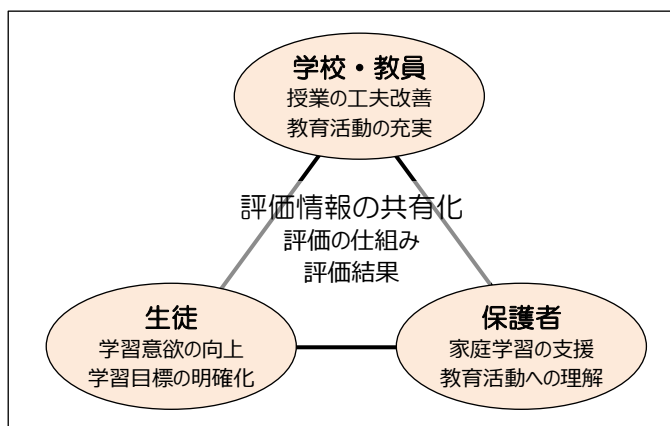 学校・教員
授業の工夫改善
教育活動の充実
評価情報の共有化
評価の仕組み
評価結果
生徒
学習意欲の向上
学習目標の明確化
保護者
家庭学習の支援
教育活動への理解